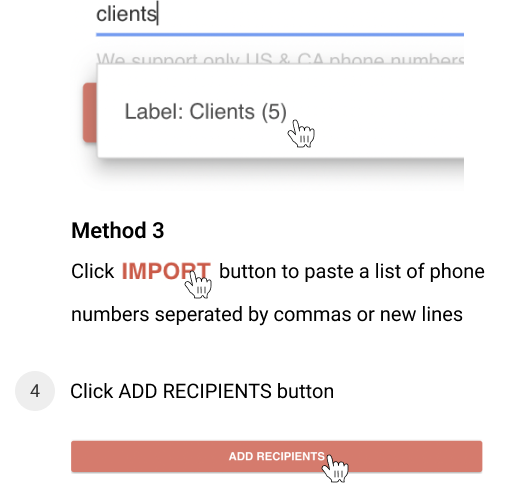 clients
We support only US & CA phone numbers
Label: Clients (5)
Method 3
Click IMPORT button to paste a list of phone
numbers seperated by commas or new lines
4 Click ADD RECIPIENTS button
ADD RECIPIENTS